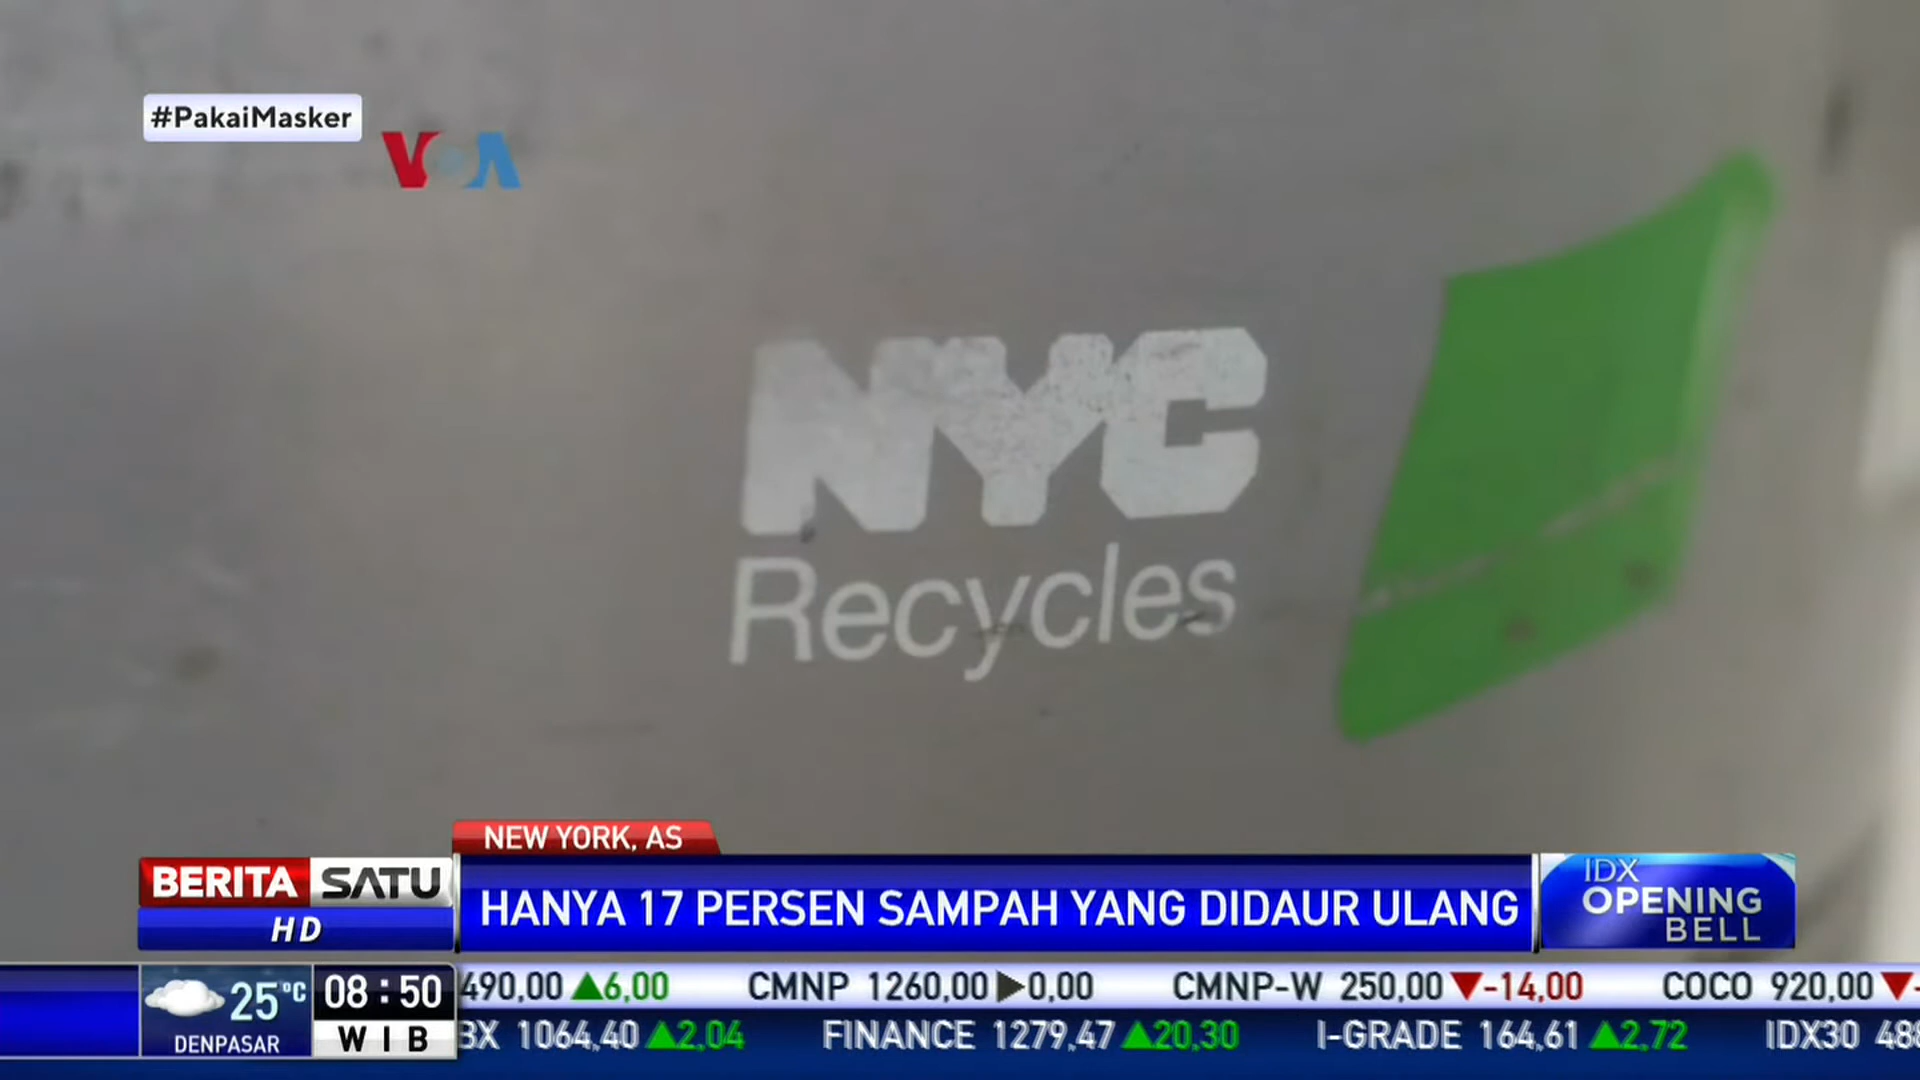 #PakaiMasker
VOA
NYC
Recycles
NEW YORK, AS
BERITA SATU
HD
HANYA 17 PERSEN SAMPAH YANG DIDAUR ULANG
IDX
OPENING
BELL
25°C
DENPASAR
08:50
WIB
490,00 ▲6,00 CMNP 1260,00 ▶0,00 CMNP-W 250,00 ▼-14,00 COCO 920,00 ▼-
BX 1064,40 ▲2,04 FINANCE 1279,47 ▲20,30 I-GRADE 164,61 ▲2,72 IDX30 488